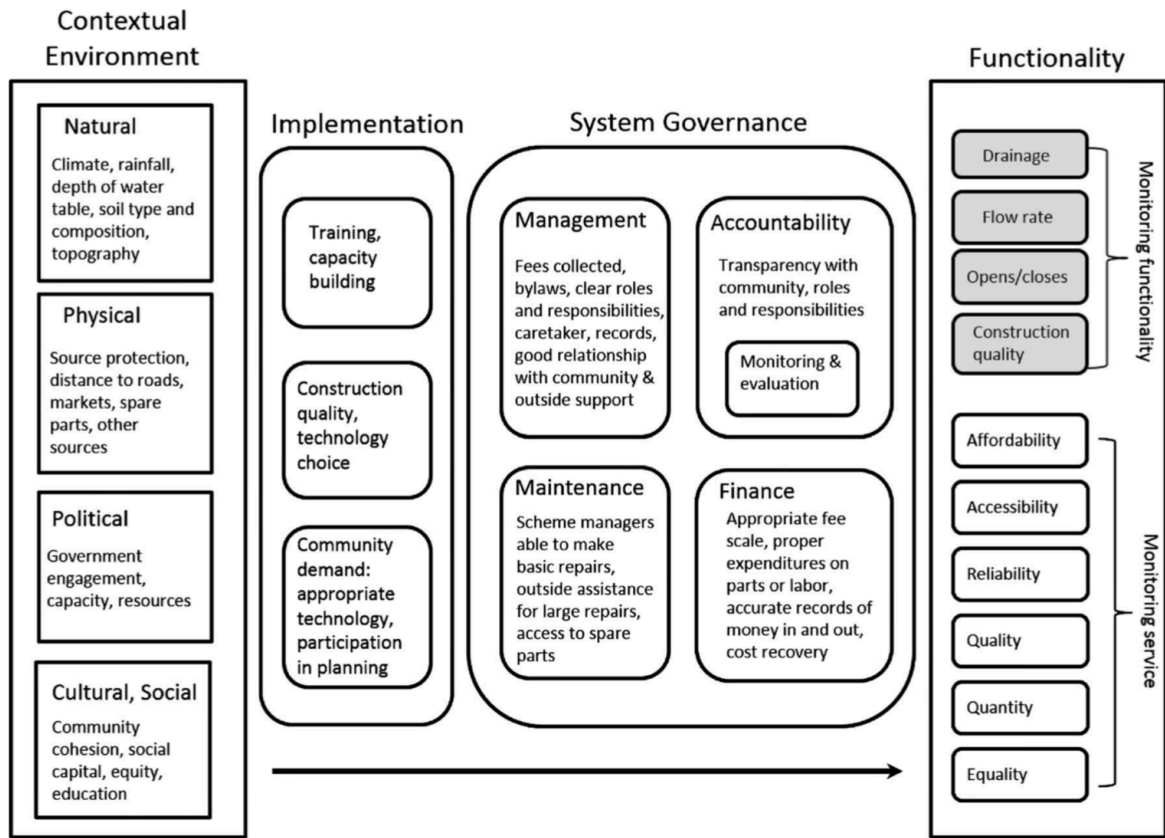 Contextual
Environment
Natural
Climate, rainfall,
depth of water
table, soil type and
composition,
topography
Physical
Source protection,
distance to roads,
markets, spare
parts, other
sources
Political
Government
engagement,
capacity, resources
Cultural, Social
Community
cohesion, social
capital, equity,
education
Implementation
Training,
capacity
building
Construction
quality,
technology
choice
Community
demand:
appropriate
technology,
participation
in planning
System Governance
Management
Fees collected,
bylaws, clear roles
and responsibilities,
caretaker, records,
good relationship
with community &
outside support
Accountability
Transparency with
community, roles
and responsibilities
Monitoring &
evaluation
Maintenance
Scheme managers
able to make
basic repairs,
outside assistance
for large repairs,
access to spare
parts
Finance
Appropriate fee
scale, proper
expenditures on
parts or labor,
accurate records of
money in and out,
cost recovery
Functionality
Drainage
Flow rate
Opens/closes
Construction
quality
Monitoring functionality
Affordability
Accessibility
Reliability
Quality
Quantity
Equality
Monitoring service